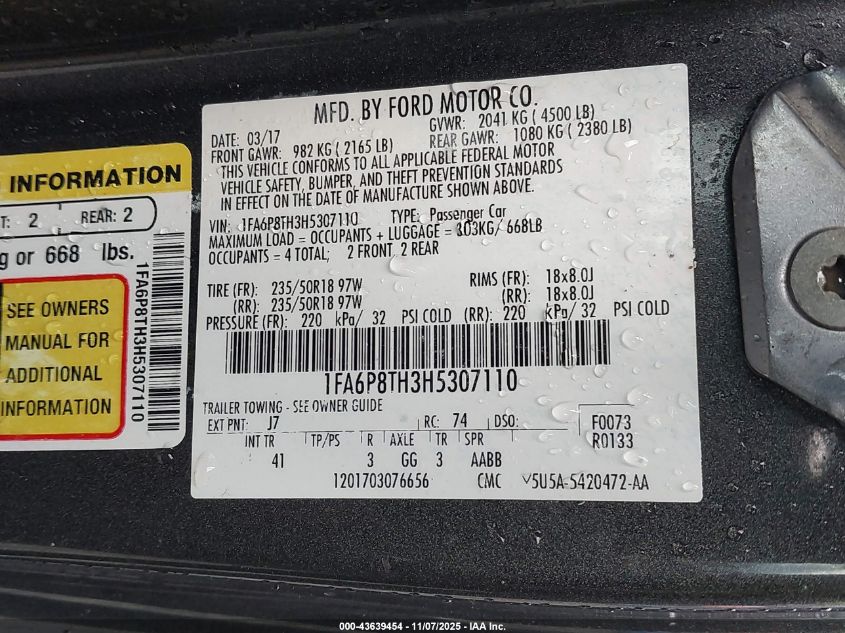 INFORMATION
T: 2 REAR: 2
g or 668 lbs.
SEE OWNERS
MANUAL FOR
ADDITIONAL
INFORMATION
1FA6P8TH3H5307110
MFD. BY FORD MOTOR CO.
DATE: 03/17 GVWR: 2041 KG ( 4500 LB)
FRONT GAWR: 982 KG ( 2165 LB) REAR GAWR: 1080 KG ( 2380 LB)
THIS VEHICLE CONFORMS TO ALL APPLICABLE FEDERAL MOTOR
VEHICLE SAFETY, BUMPER, AND THEFT PREVENTION STANDARDS
IN EFFECT ON THE DATE OF MANUFACTURE SHOWN ABOVE.
VIN: 1FA6P8TH3H5307110 TYPE: Passenger Car
MAXIMUM LOAD = OCCUPANTS + LUGGAGE = 303KG/ 668LB
OCCUPANTS = 4 TOTAL; 2 FRONT 2 REAR
TIRE (FR): 235/50R18 97W RIMS (FR): 18x8.0J
(RR): 235/50R18 97W (RR): 18x8.0J
PRESSURE (FR): 220 kPa/ 32 PSI COLD (RR): 220 kPa/ 32 PSI COLD
1FA6P8TH3H5307110
TRAILER TOWING - SEE OWNER GUIDE
EXT PNT: J7 RC: 74 DSO: F0073
R0133
INT TR TP/PS R AXLE TR SPR
41 3 GG 3 AABB
1201703076656 CMC V5U5A-5420472-AA
000-43639454 - 11/07/2025 - IAA Inc.